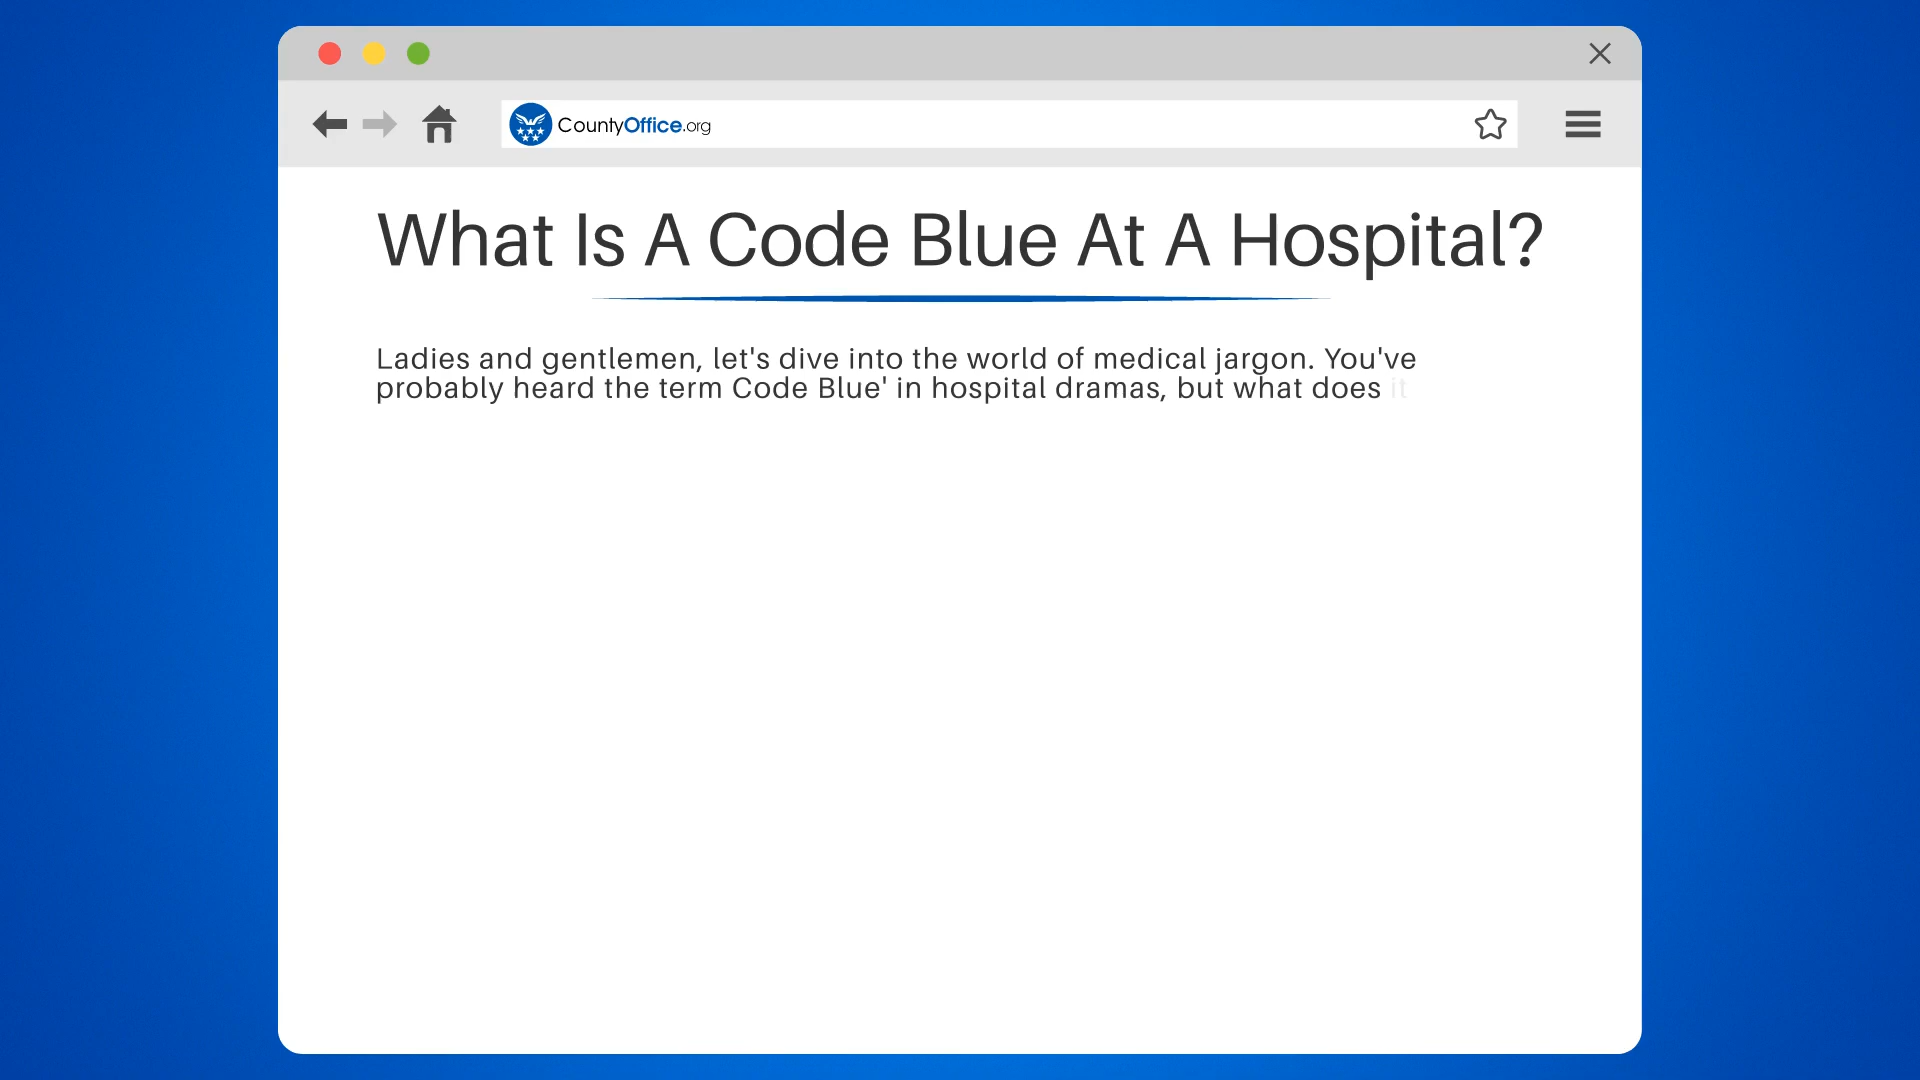 CountyOffice.org
What Is A Code Blue At A Hospital?
Ladies and gentlemen, let's dive into the world of medical jargon. You've
probably heard the term Code Blue' in hospital dramas, but what does it